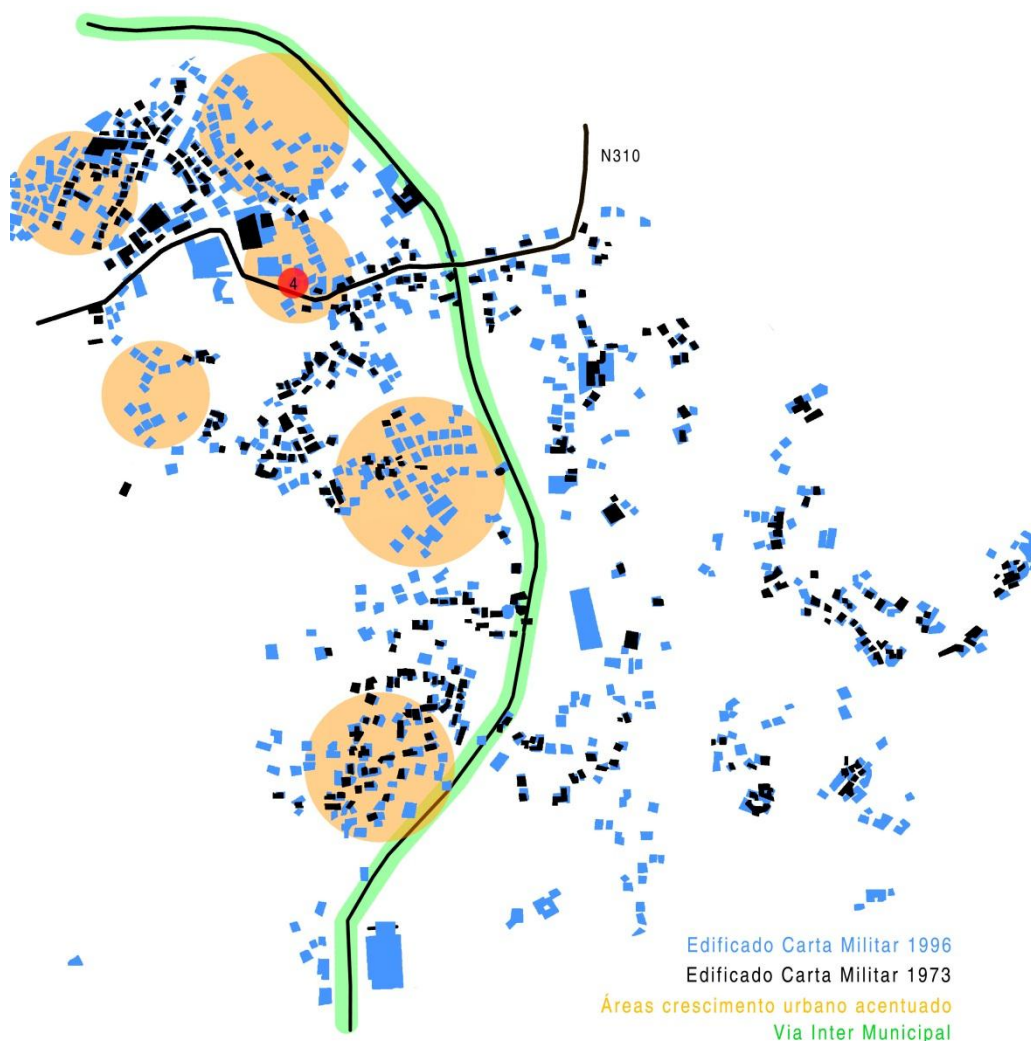 N310
4
Edificado Carta Militar 1996
Edificado Carta Militar 1973
Áreas crescimento urbano acentuado
Via Inter Municipal